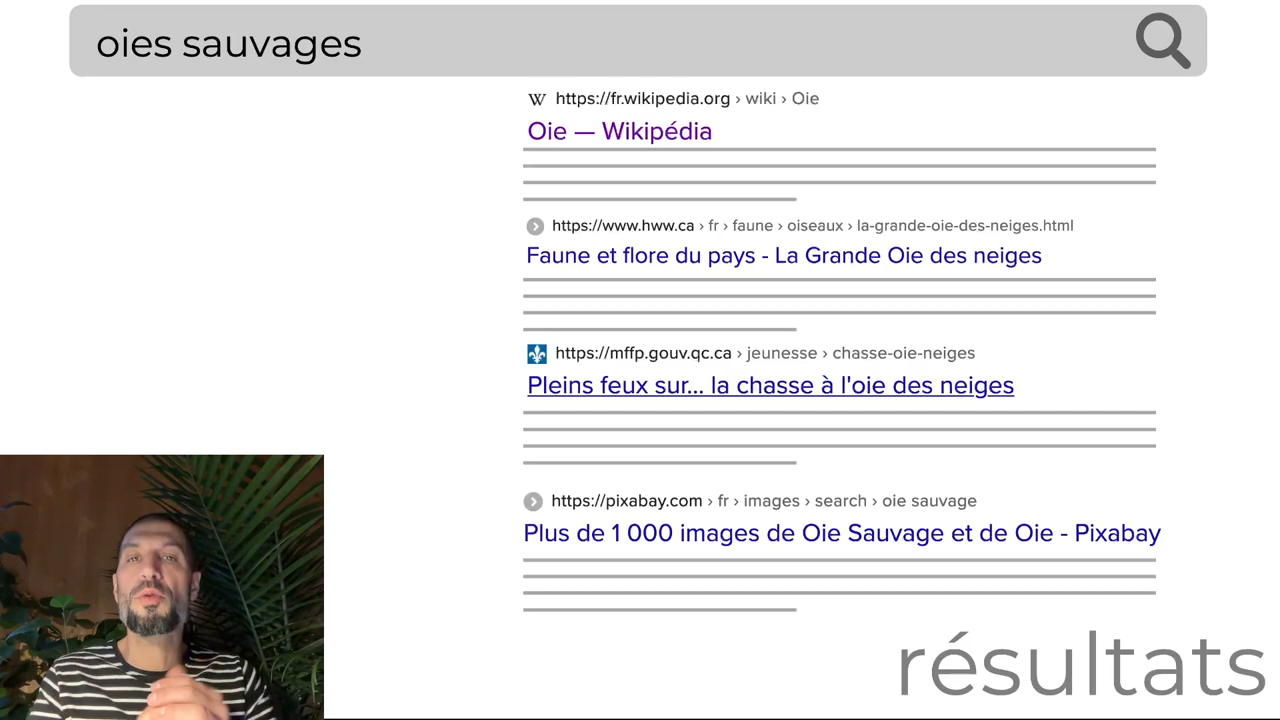 oies sauvages
W https://fr.wikipedia.org › wiki › Oie
Oie — Wikipédia
https://www.hww.ca › fr › faune › oiseaux › la-grande-oie-des-neiges.html
Faune et flore du pays - La Grande Oie des neiges
https://mffp.gouv.qc.ca › jeunesse › chasse-oie-neiges
Pleins feux sur... la chasse à l'oie des neiges
https://pixabay.com › fr › images › search › oie sauvage
Plus de 1 000 images de Oie Sauvage et de Oie - Pixabay
résultats